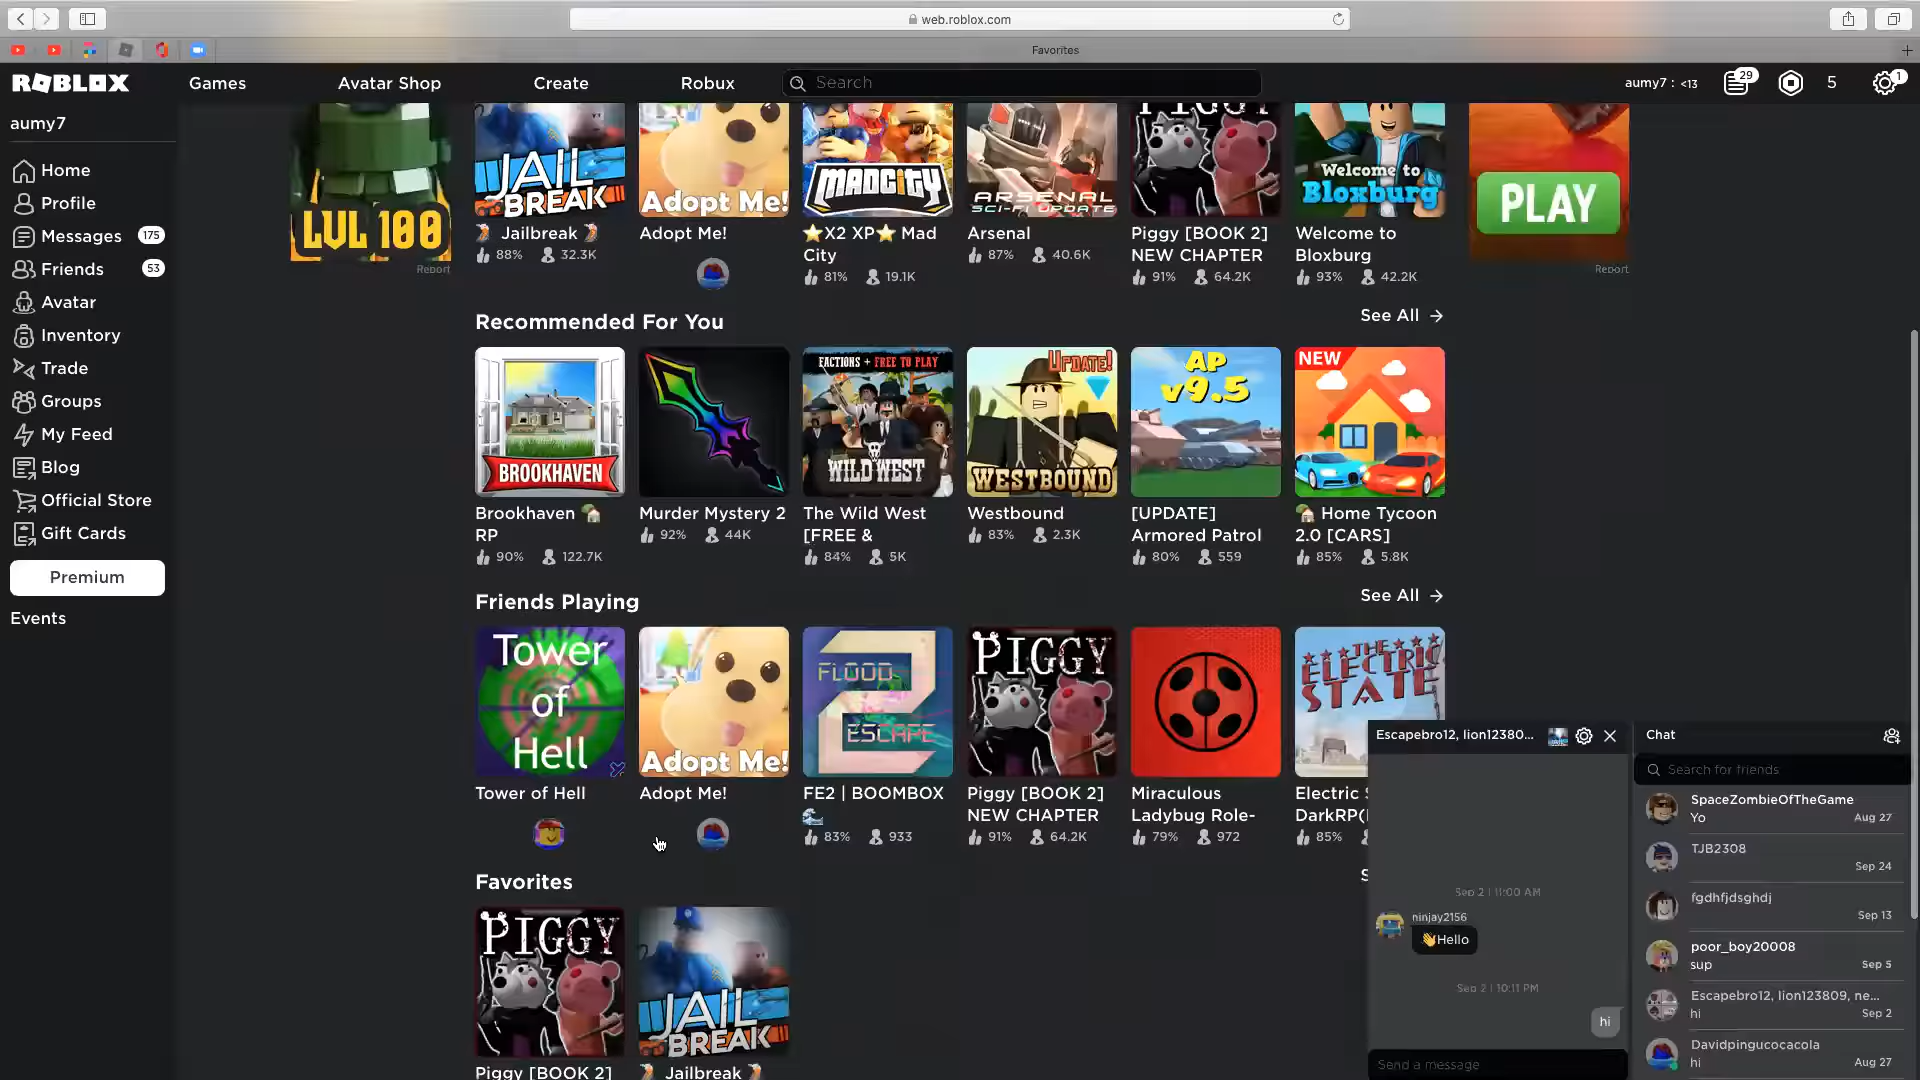 web.roblox.com
Favorites
ROBLOX
Games
Avatar Shop
Create
Robux
Search
aumy7 : <13
29
5
1
aumy7
Home
Profile
Messages
175
Friends
53
Avatar
Inventory
Trade
Groups
My Feed
Blog
Official Store
Gift Cards
Premium
Events
LVL 100
Report
JAIL
BREAK
Adopt Me!
MADCITY
ARSENAL
SCI-FI UPDATE
PIGGY
Welcome to
Bloxburg
PLAY
Report
Jailbreak
88% 32.3K
Adopt Me!
⭐X2 XP⭐ Mad
City
81% 19.1K
Arsenal
87% 40.6K
Piggy [BOOK 2]
NEW CHAPTER
91% 64.2K
Welcome to
Bloxburg
93% 42.2K
Recommended For You
See All →
BROOKHAVEN
FACTIONS + FREE TO PLAY
WILD WEST
UPDATE!
WESTBOUND
AP
v9.5
NEW
Brookhaven 🏡
RP
90% 122.7K
Murder Mystery 2
92% 44K
The Wild West
[FREE &
84% 5K
Westbound
83% 2.3K
[UPDATE]
Armored Patrol
80% 559
🏡 Home Tycoon
2.0 [CARS]
85% 5.8K
Friends Playing
See All →
Tower
of
Hell
Adopt Me!
FLOOD
2
ESCAPE
PIGGY
THE
ELECTRIC
STATE
Tower of Hell
Adopt Me!
FE2 | BOOMBOX
🌊
83% 933
Piggy [BOOK 2]
NEW CHAPTER
91% 64.2K
Miraculous
Ladybug Role-
79% 972
Electric S
DarkRP(
85%
Favorites
S
PIGGY
JAIL
BREAK
Piggy [BOOK 2]
Jailbreak
Escapebro12, lion12380...
Sep 2 | 11:00 AM
ninjay2156
👋Hello
Sep 2 | 10:11 PM
hi
Send a message
Chat
Search for friends
SpaceZombieOfTheGame
Yo
Aug 27
TJB2308
Sep 24
fgdhfjdsghdj
Sep 13
poor_boy20008
sup
Sep 5
Escapebro12, lion123809, ne...
hi
Sep 2
Davidpingucocacola
hi
Aug 27